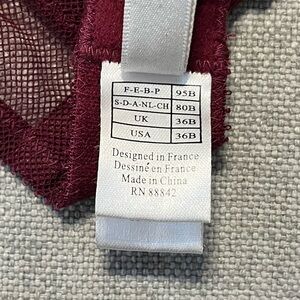 F-E-B-P 95B
S-D-A-NL-CH 80B
UK 36B
USA 36B
Designed in France
Dessiné en France
Made in China
RN 88842